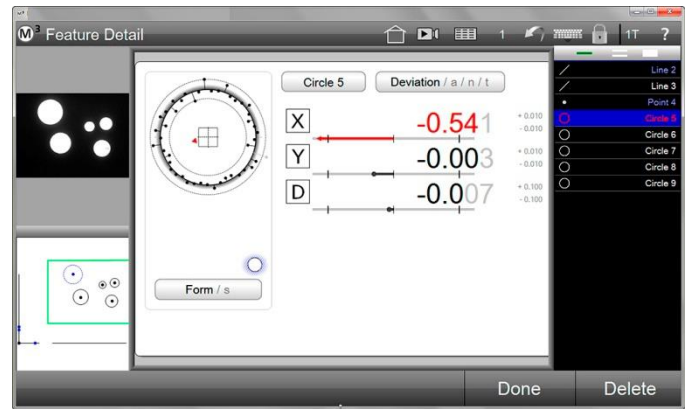 M³ Feature Detail
1
1T
?
Circle 5
Deviation / a / n / t
X
-0.541
+ 0.010
- 0.010
Y
-0.003
+ 0.010
- 0.010
D
-0.007
+ 0.100
- 0.100
Form / s
Line 2
Line 3
Point 4
Circle 5
Circle 6
Circle 7
Circle 8
Circle 9
Done
Delete